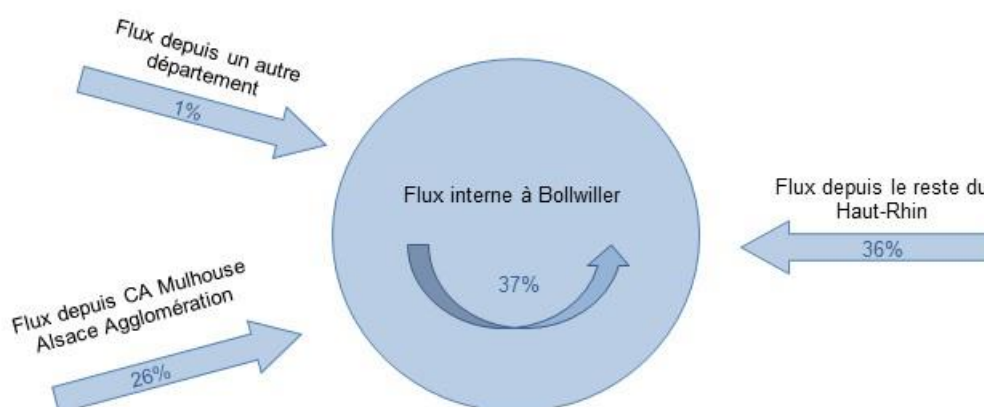 Flux depuis un autre
département
1%
Flux interne à Bollwiller
37%
Flux depuis le reste du
Haut-Rhin
36%
Flux depuis CA Mulhouse
Alsace Agglomération
26%